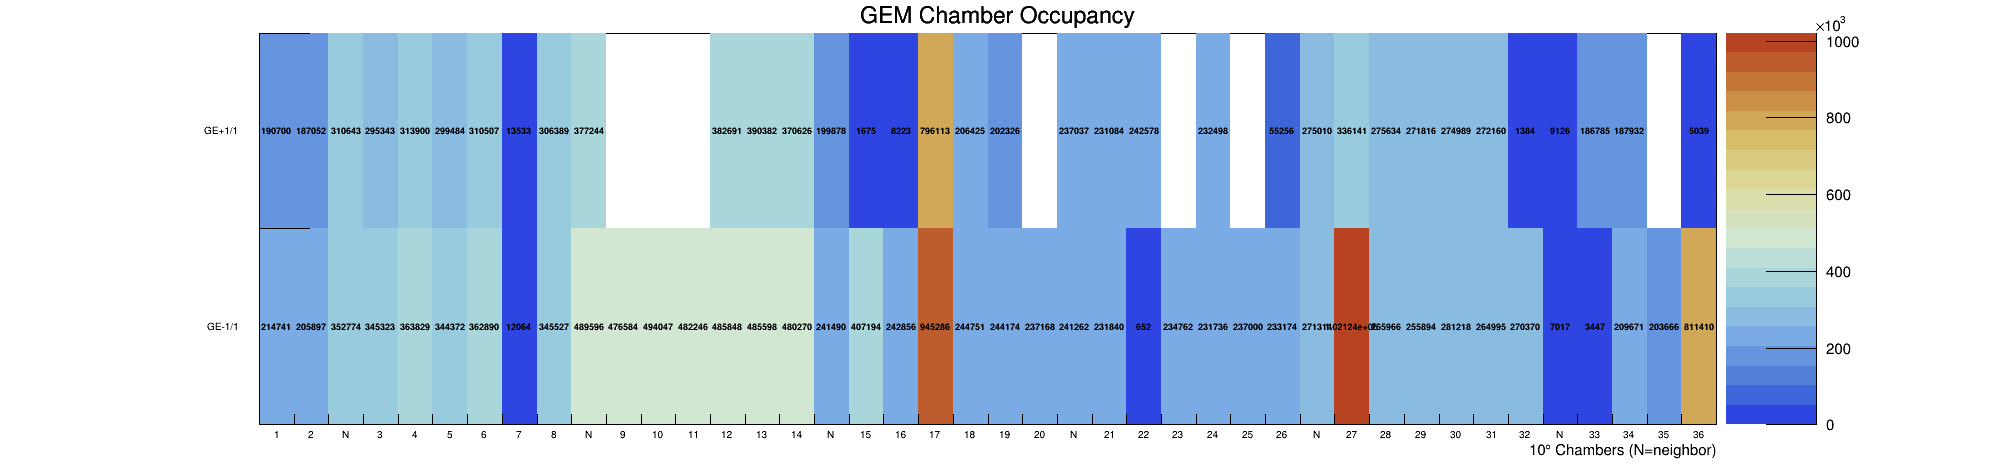 GEM Chamber Occupancy
×10³
GE+1/1 190700 187052 310643 295343 313900 299484 310507 13533 306389 377244 382691 390382 370626 199878 1675 8223 796113 206425 202326 237037 231084 242578 232498 55256 275010 336141 275634 271816 274989 272160 1384 9126 186785 187932 5039
GE-1/1 214741 205897 352774 345323 363829 344372 362890 12064 345527 489596 476584 494047 482246 485848 485598 480270 241490 407194 242856 945286 244751 244174 237168 241262 231840 652 234762 231736 237000 233174 255894 281218 264995 270370 7017 3447 209671 203666 811410
1000
800
600
400
200
0
1 2 N 3 4 5 6 7 8 N 9 10 11 12 13 14 N 15 16 17 18 19 20 N 21 22 23 24 25 26 N 27 28 29 30 31 32 N 33 34 35 36
10° Chambers (N=neighbor)